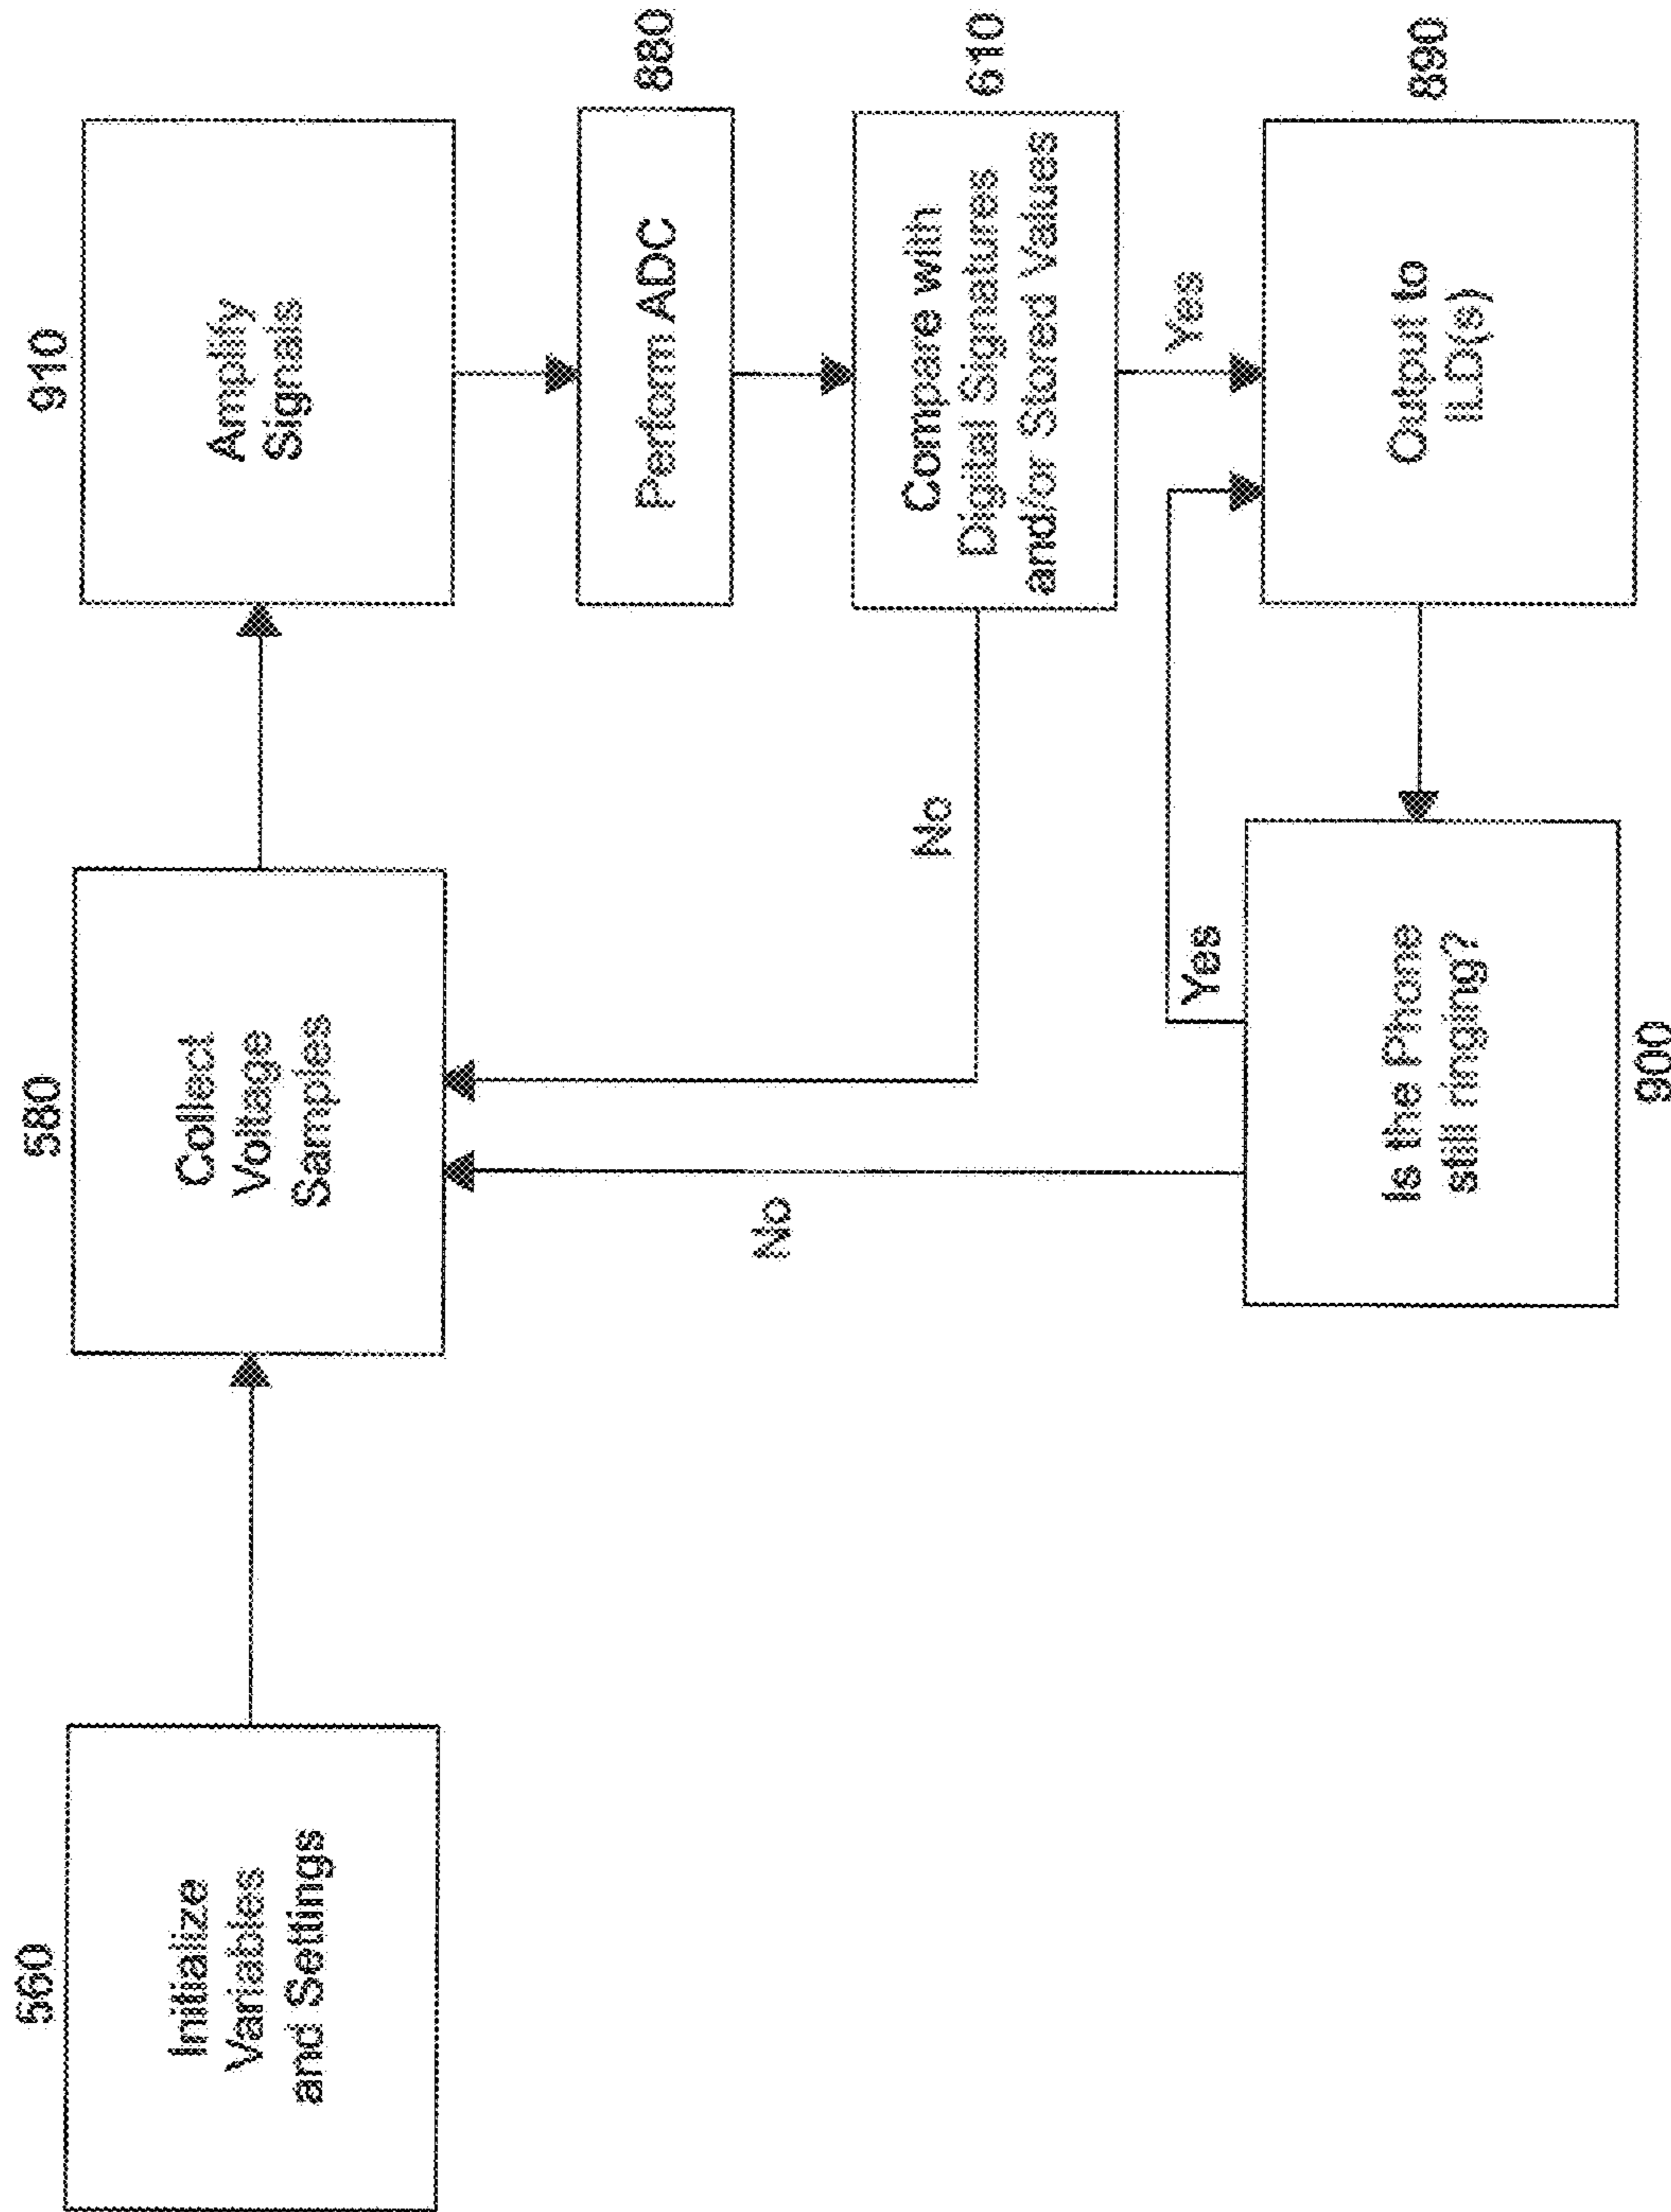 560
Initialize
Variables
and Settings
580
Collect
Voltage
Samples
910
Amplify
Signals
Perform ADC
880
Compare with
Digital Signatures
and/or Stored Values
610
No
Yes
Output to
ILD(s)
890
Yes
No
Is the Phone
still ringing?
900